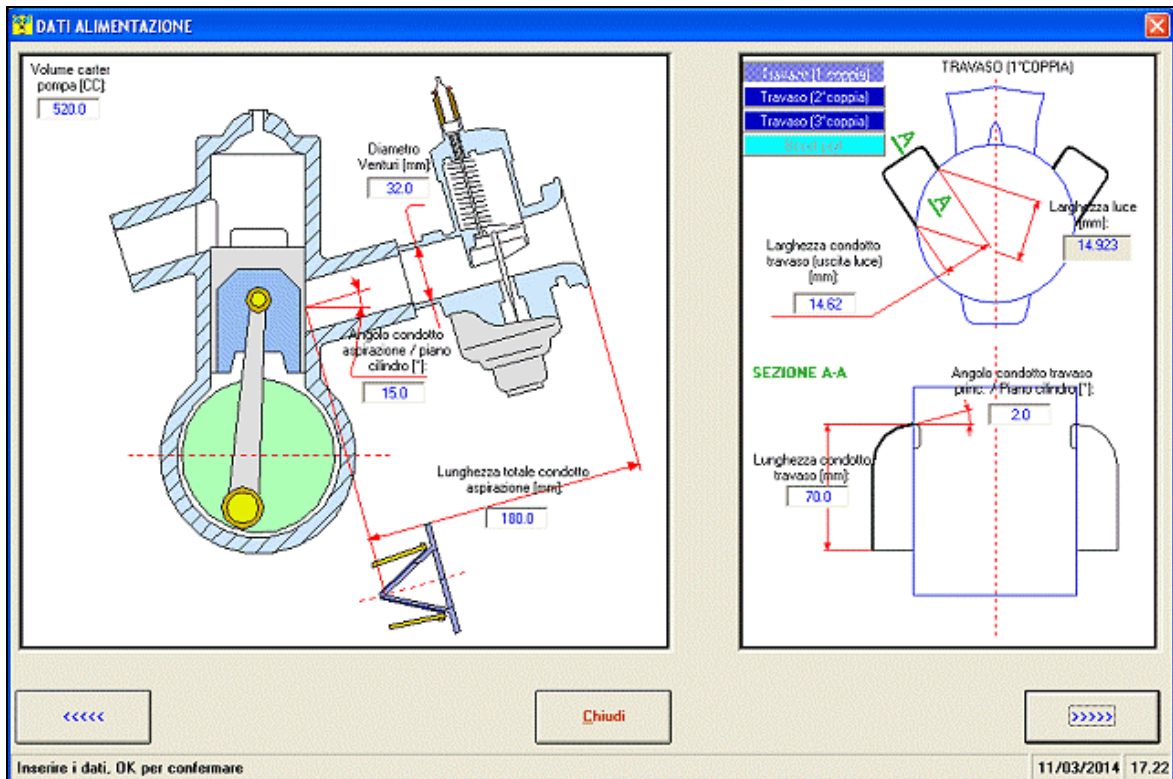 DATI ALIMENTAZIONE
Volume carter
pompa [CC]:
520.0
Diametro
Venturi [mm]:
32.0
Angolo condotto
aspirazione / piano
cilindro [°]:
15.0
Lunghezza totale condotto
aspirazione [mm]:
180.0
Travaso (1°coppia)
Travaso (2°coppia)
Travaso (3°coppia)
Boost port
TRAVASO (1°COPPIA)
A
A
Larghezza luce
[mm]:
14.923
Larghezza condotto
travaso (uscita luce)
[mm]:
14.62
SEZIONE A-A
Angolo condotto travaso
princ. / Piano cilindro [°]:
2.0
Lunghezza condotto
travaso [mm]:
70.0
<<<<<
Chiudi
>>>>>
Inserire i dati, OK per confermare
11/03/2014 17.22